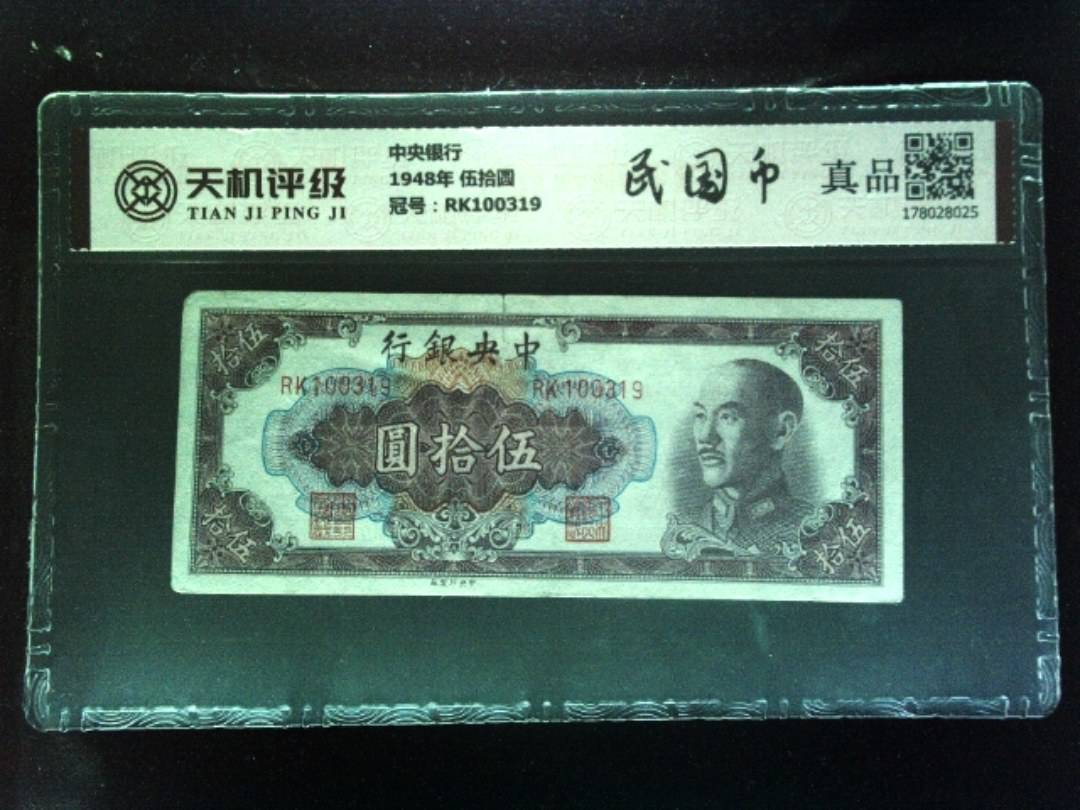 天机评级
TIAN JI PING JI
中央银行
1948年 伍拾圆
冠号：RK100319
民国币
真品
178028025
行銀央中
RK100319
RK100319
圓拾伍
拾伍
拾伍
拾伍
拾伍